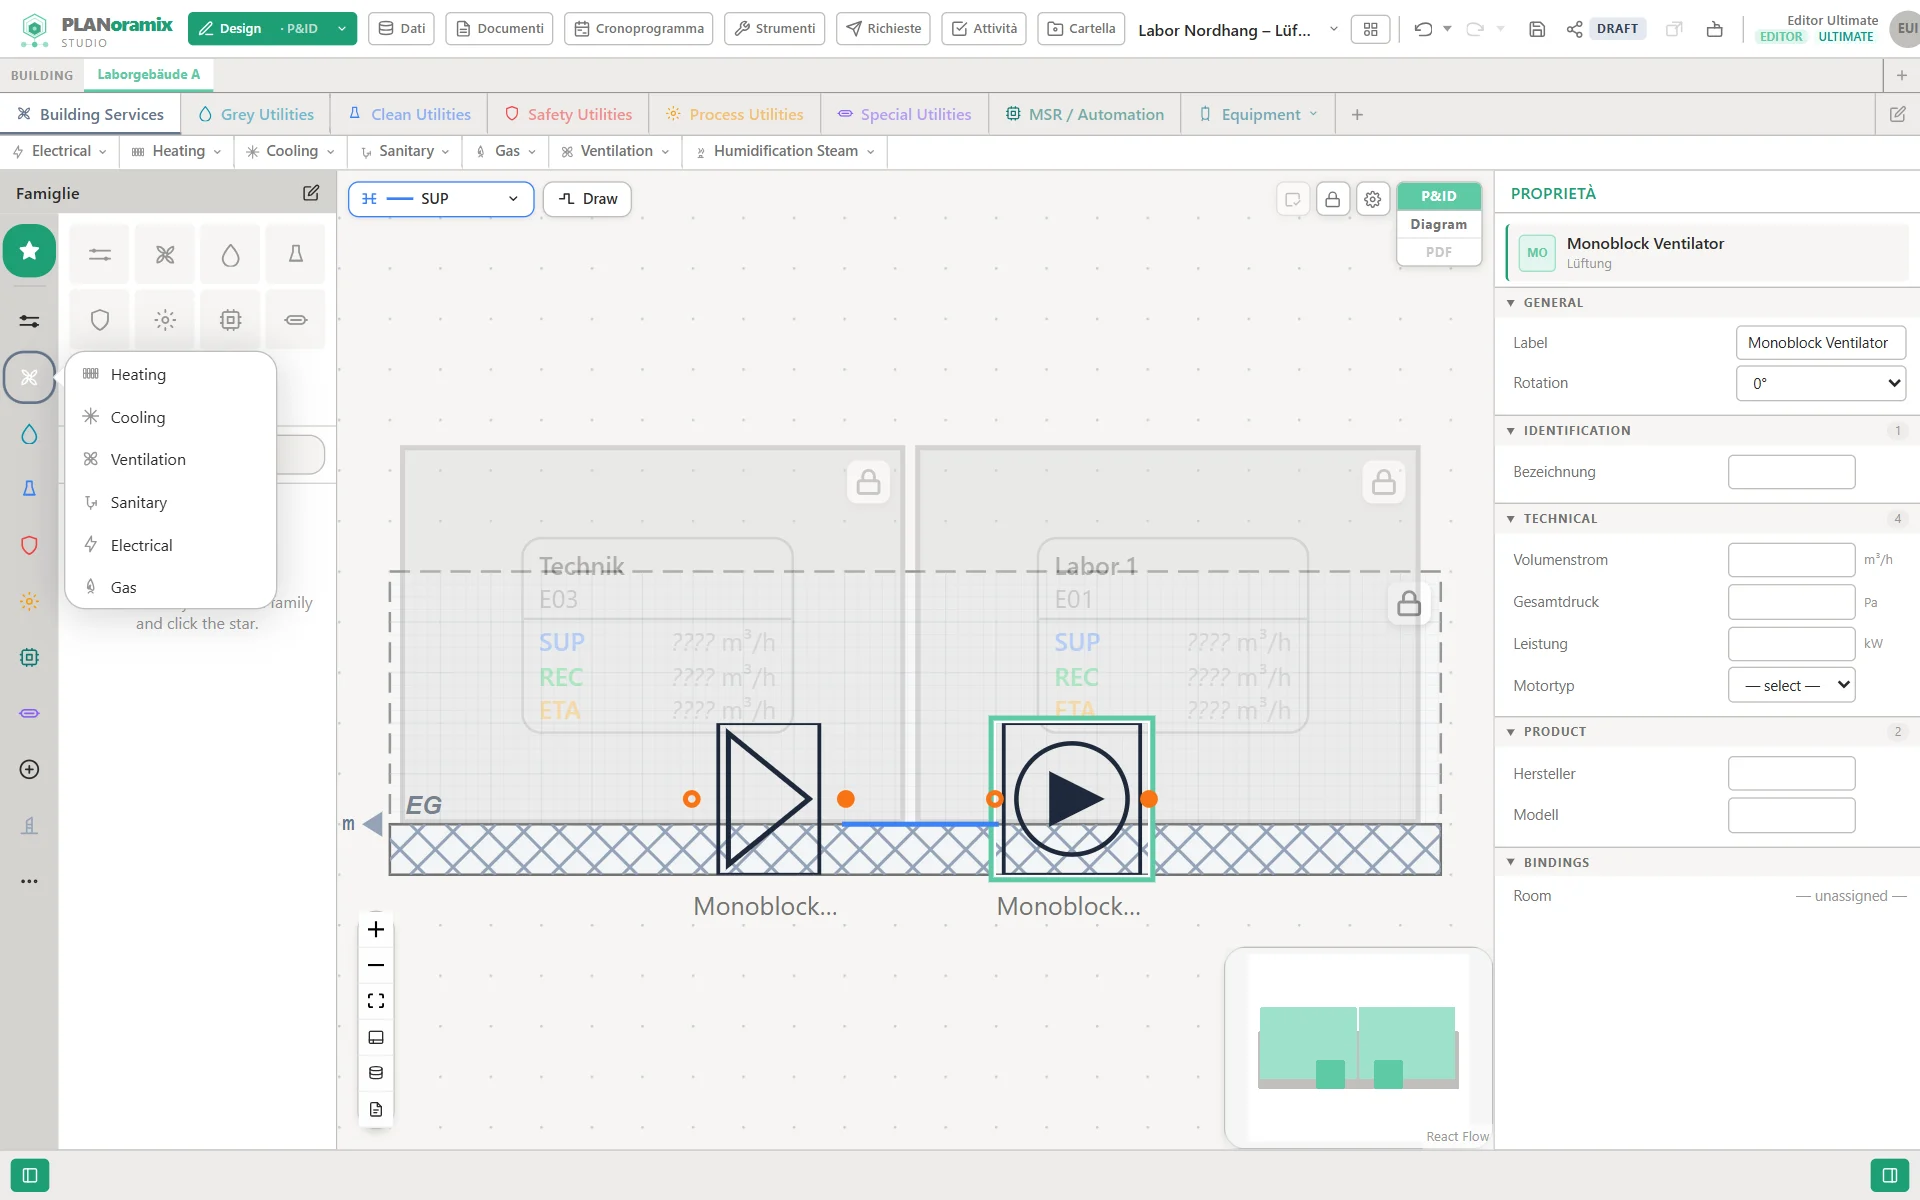 PLANoramix
STUDIO
Design · P&ID
Dati
Documenti
Cronoprogramma
Strumenti
Richieste
Attività
Cartella
Labor Nordhang – Lüf...
DRAFT
Editor Ultimate
EDITOR ULTIMATE
EUI
BUILDING
Laborgebäude A
Building Services
Grey Utilities
Clean Utilities
Safety Utilities
Process Utilities
Special Utilities
MSR / Automation
Equipment
Electrical
Heating
Cooling
Sanitary
Gas
Ventilation
Humidification Steam
Famiglie
Heating
Cooling
Ventilation
Sanitary
Electrical
Gas
family
and click the star.
SUP
Draw
P&ID
Diagram
PDF
Technik
E03
SUP ???? m³/h
REC ???? m³/h
ETA ???? m³/h
Labor 1
E01
SUP ???? m³/h
REC ???? m³/h
ETA ???? m³/h
EG
m
Monoblock...
Monoblock...
React Flow
PROPRIETÀ
MO
Monoblock Ventilator
Lüftung
GENERAL
Label Monoblock Ventilator
Rotation 0°
IDENTIFICATION 1
Bezeichnung
TECHNICAL 4
Volumenstrom m³/h
Gesamtdruck Pa
Leistung kW
Motortyp — select —
PRODUCT 2
Hersteller
Modell
BINDINGS
Room — unassigned —